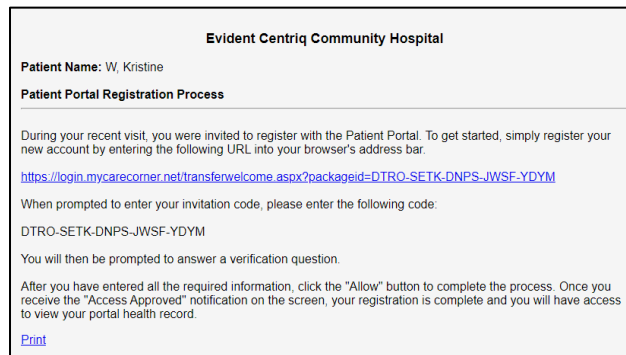 Evident Centriq Community Hospital
Patient Name: W, Kristine
Patient Portal Registration Process
During your recent visit, you were invited to register with the Patient Portal. To get started, simply register your
new account by entering the following URL into your browser's address bar.
https://login.mycarecorner.net/transferwelcome.aspx?packageid=DTRO-SETK-DNPS-JWSF-YDYM
When prompted to enter your invitation code, please enter the following code:
DTRO-SETK-DNPS-JWSF-YDYM
You will then be prompted to answer a verification question.
After you have entered all the required information, click the "Allow" button to complete the process. Once you
receive the "Access Approved" notification on the screen, your registration is complete and you will have access
to view your portal health record.
Print